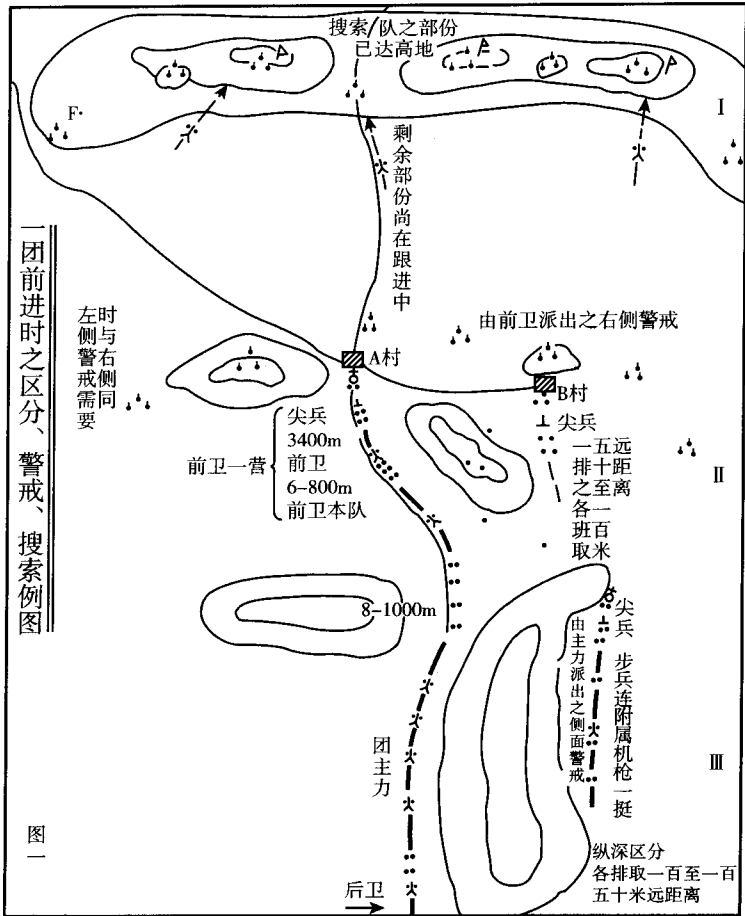 搜索队之部份
已达高地
F·
I
剩余部份尚在跟进中
一团前进时之区分、警戒、搜索例图
时与右侧同
左侧警戒需要
由前卫派出之右侧警戒
A村
B村
尖兵
3400m
前卫一营
前卫
6-800m
前卫本队
尖兵
远距离
五十至一百米
一排之各班取
II
8-1000m
尖兵
步兵连附属机枪一挺
由主力派出之侧面警戒
团主力
III
图一
纵深区分
各排取一百至一百
五十米远距离
后卫